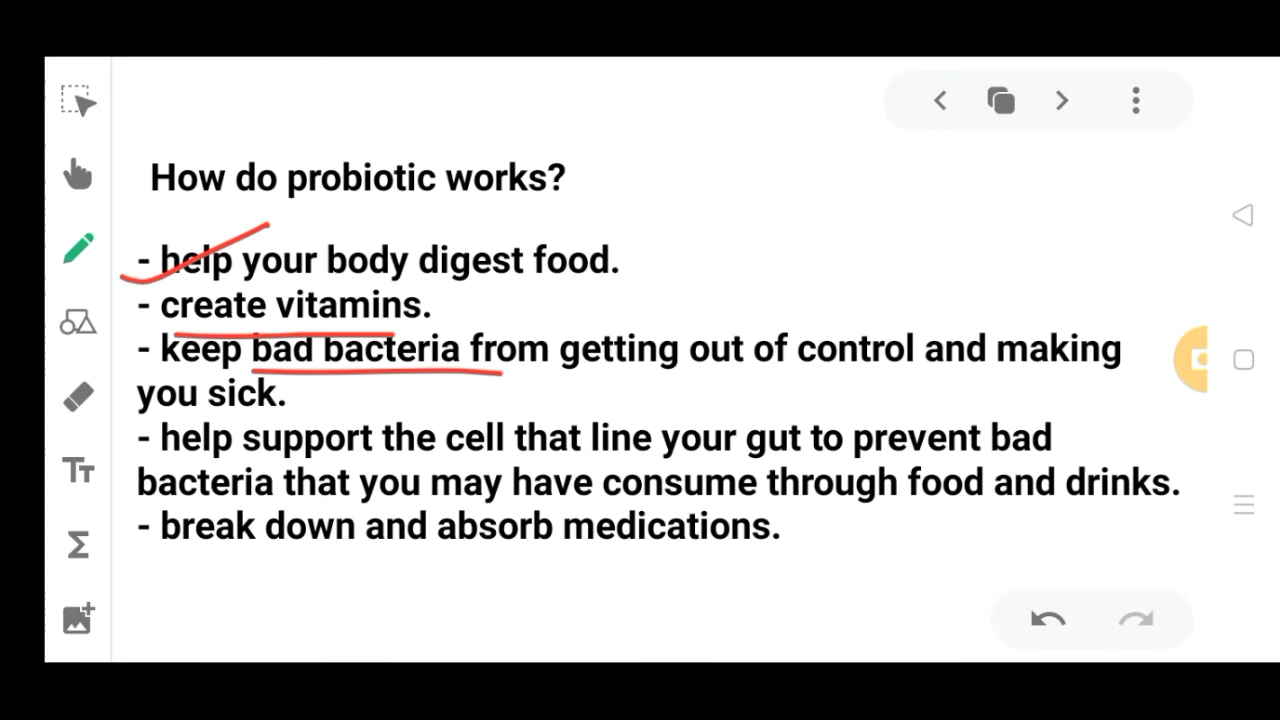 How do probiotic works?
- help your body digest food.
- create vitamins.
- keep bad bacteria from getting out of control and making
you sick.
- help support the cell that line your gut to prevent bad
bacteria that you may have consume through food and drinks.
- break down and absorb medications.